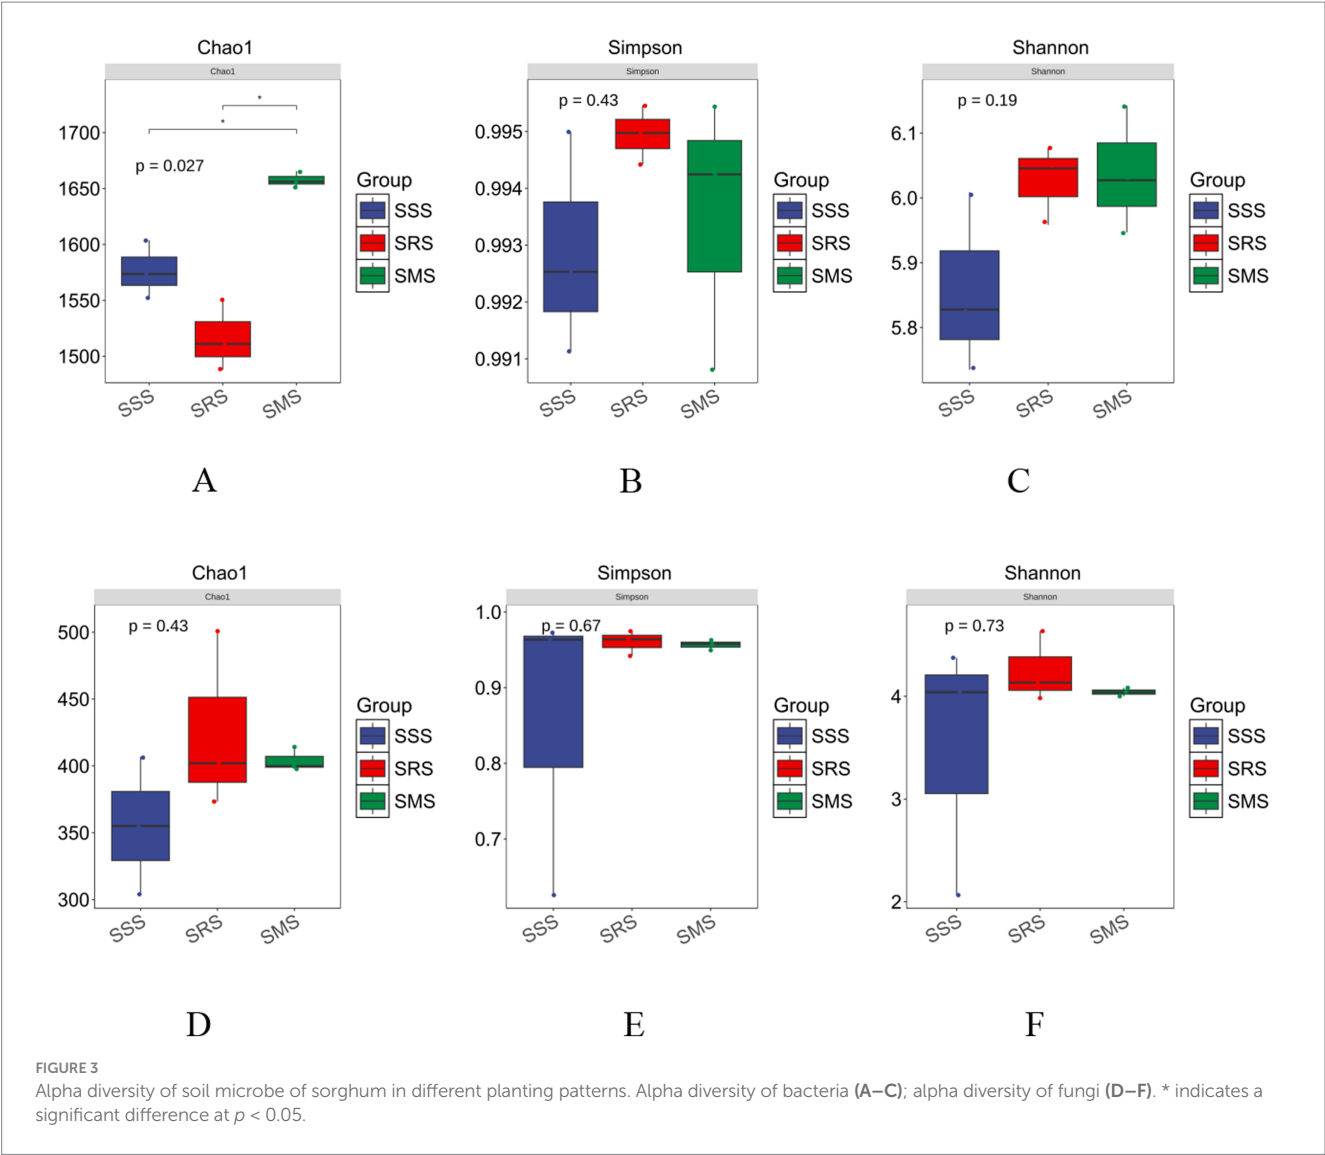 Chao1
Chao1
1700
1650
1600
1550
1500
*
*
p = 0.027
SSS
SRS
SMS
Group
SSS
SRS
SMS
A
Simpson
Simpson
0.995
0.994
0.993
0.992
0.991
p = 0.43
SSS
SRS
SMS
Group
SSS
SRS
SMS
B
Shannon
Shannon
6.1
6.0
5.9
5.8
p = 0.19
SSS
SRS
SMS
Group
SSS
SRS
SMS
C
Chao1
Chao1
500
450
400
350
300
p = 0.43
SSS
SRS
SMS
Group
SSS
SRS
SMS
D
Simpson
Simpson
1.0
0.9
0.8
0.7
p = 0.67
SSS
SRS
SMS
Group
SSS
SRS
SMS
E
Shannon
Shannon
4
3
2
p = 0.73
SSS
SRS
SMS
Group
SSS
SRS
SMS
F
FIGURE 3
Alpha diversity of soil microbe of sorghum in different planting patterns. Alpha diversity of bacteria (A–C); alpha diversity of fungi (D–F). * indicates a
significant difference at p < 0.05.